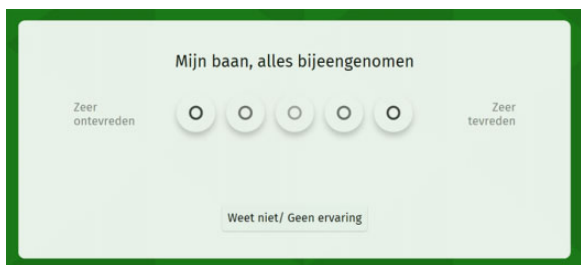 Mijn baan, alles bijeengenomen
Zeer
ontevreden
Zeer
tevreden
Weet niet/ Geen ervaring